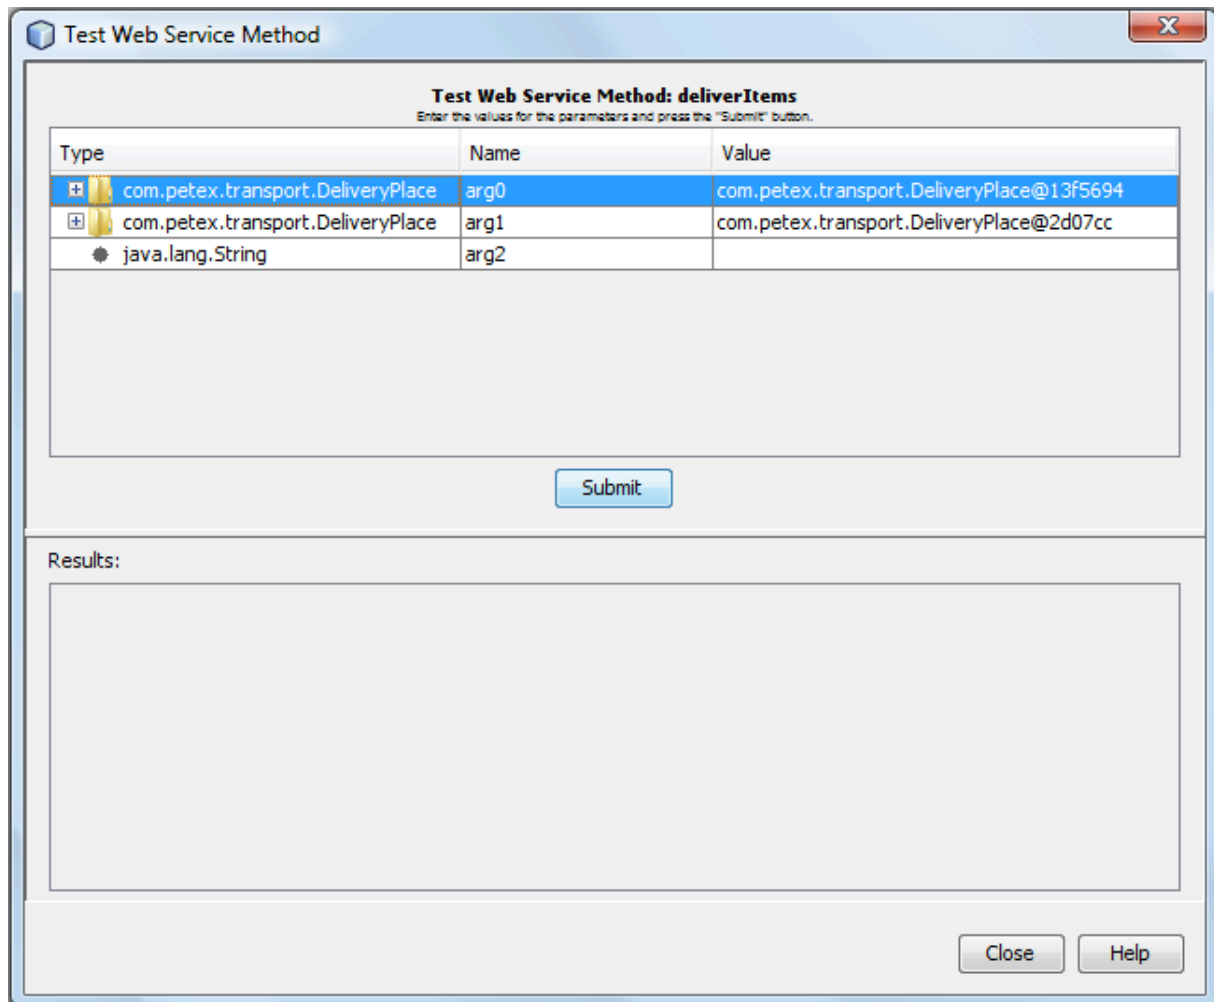 Test Web Service Method
X
Test Web Service Method: deliverItems
Enter the values for the parameters and press the "Submit" button.
Type Name Value
com.petex.transport.DeliveryPlace arg0 com.petex.transport.DeliveryPlace@13f5694
com.petex.transport.DeliveryPlace arg1 com.petex.transport.DeliveryPlace@2d07cc
java.lang.String arg2
Submit
Results:
Close Help